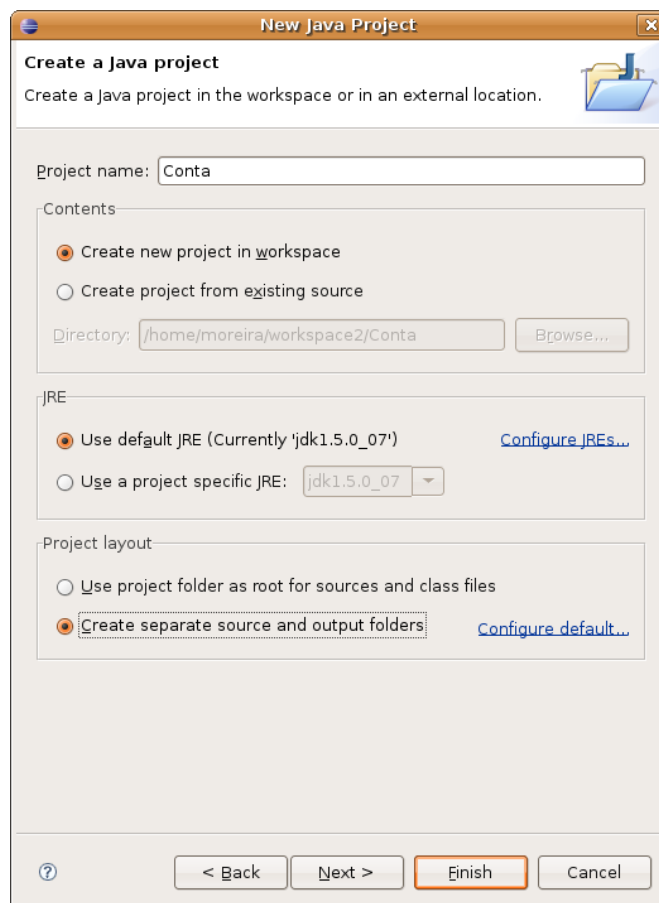 New Java Project
Create a Java project
Create a Java project in the workspace or in an external location.
Project name: Conta
Contents
Create new project in workspace
Create project from existing source
Directory: /home/moreira/workspace2/Conta Browse...
JRE
Use default JRE (Currently 'jdk1.5.0_07') Configure JREs...
Use a project specific JRE: jdk1.5.0_07
Project layout
Use project folder as root for sources and class files
Create separate source and output folders Configure default...
? < Back Next > Finish Cancel